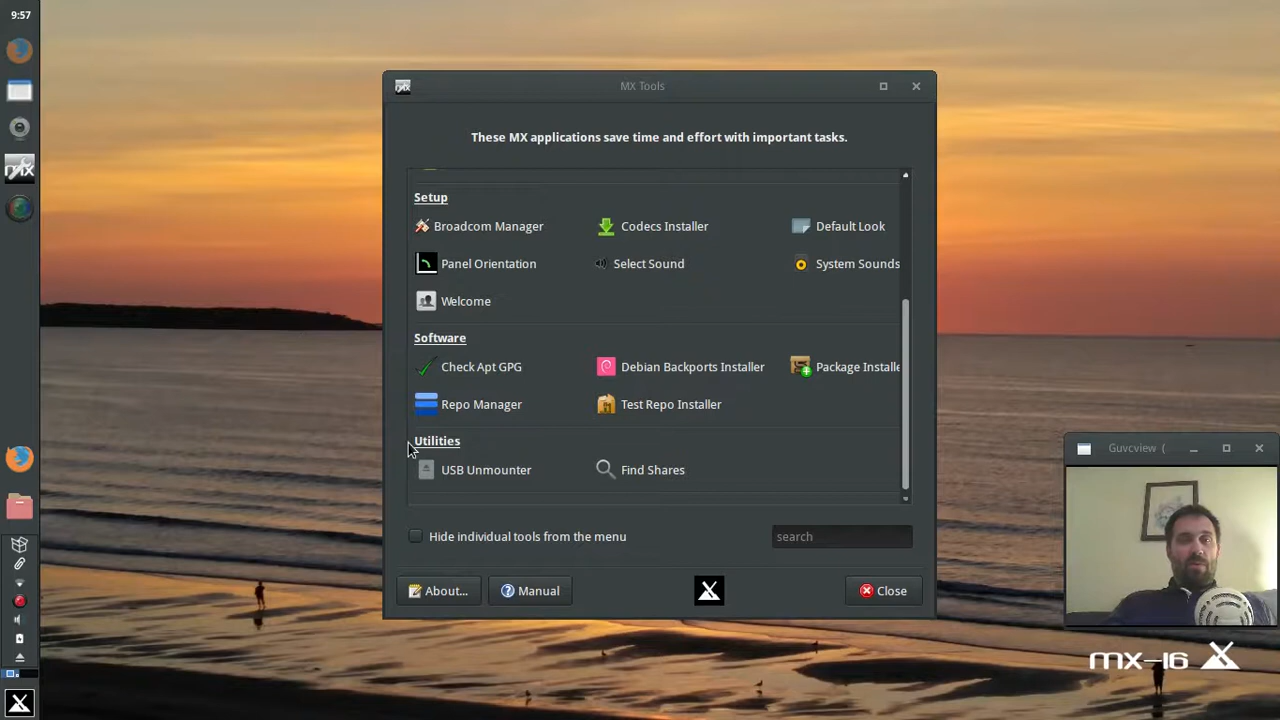 9:57
MX Tools
These MX applications save time and effort with important tasks.
Setup
Broadcom Manager Codecs Installer Default Look
Panel Orientation Select Sound System Sounds
Welcome
Software
Check Apt GPG Debian Backports Installer Package Installe
Repo Manager Test Repo Installer
Utilities
USB Unmounter Find Shares
Hide individual tools from the menu search
About... Manual Close
Guvcview (
mx-16